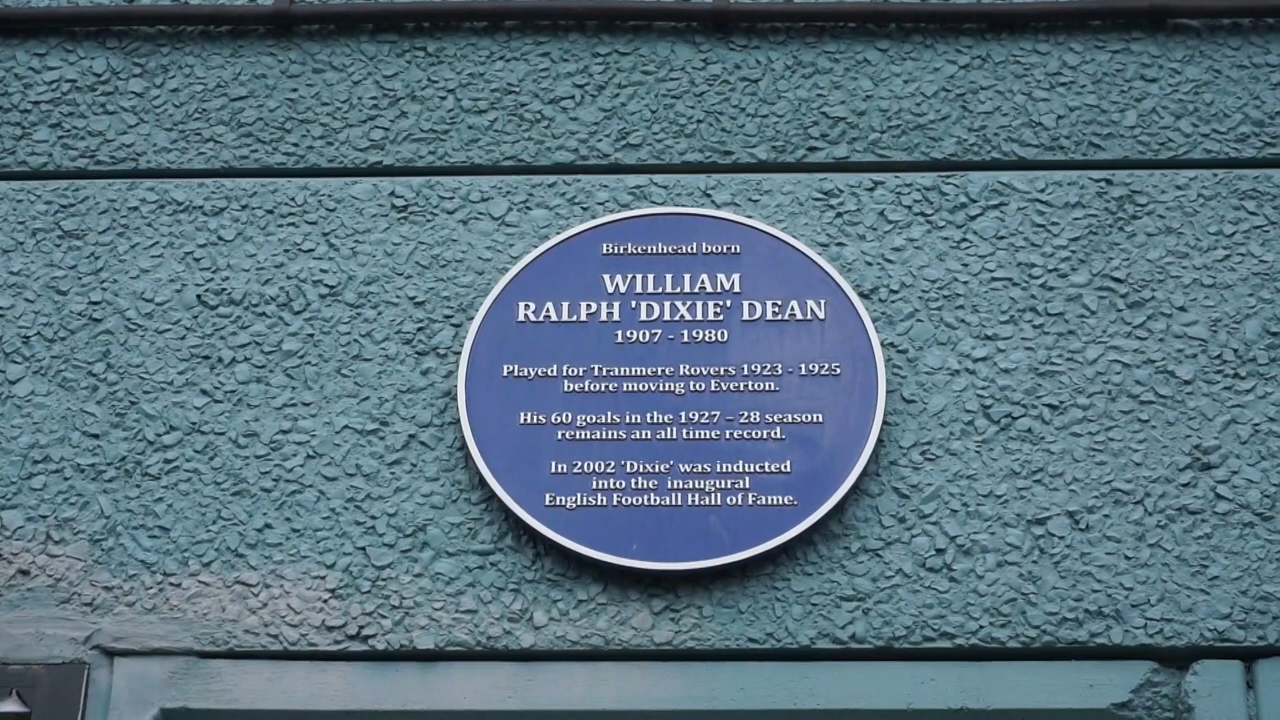 Birkenhead born
WILLIAM
RALPH 'DIXIE' DEAN
1907 - 1980
Played for Tranmere Rovers 1923 - 1925
before moving to Everton.
His 60 goals in the 1927 – 28 season
remains an all time record.
In 2002 'Dixie' was inducted
into the inaugural
English Football Hall of Fame.